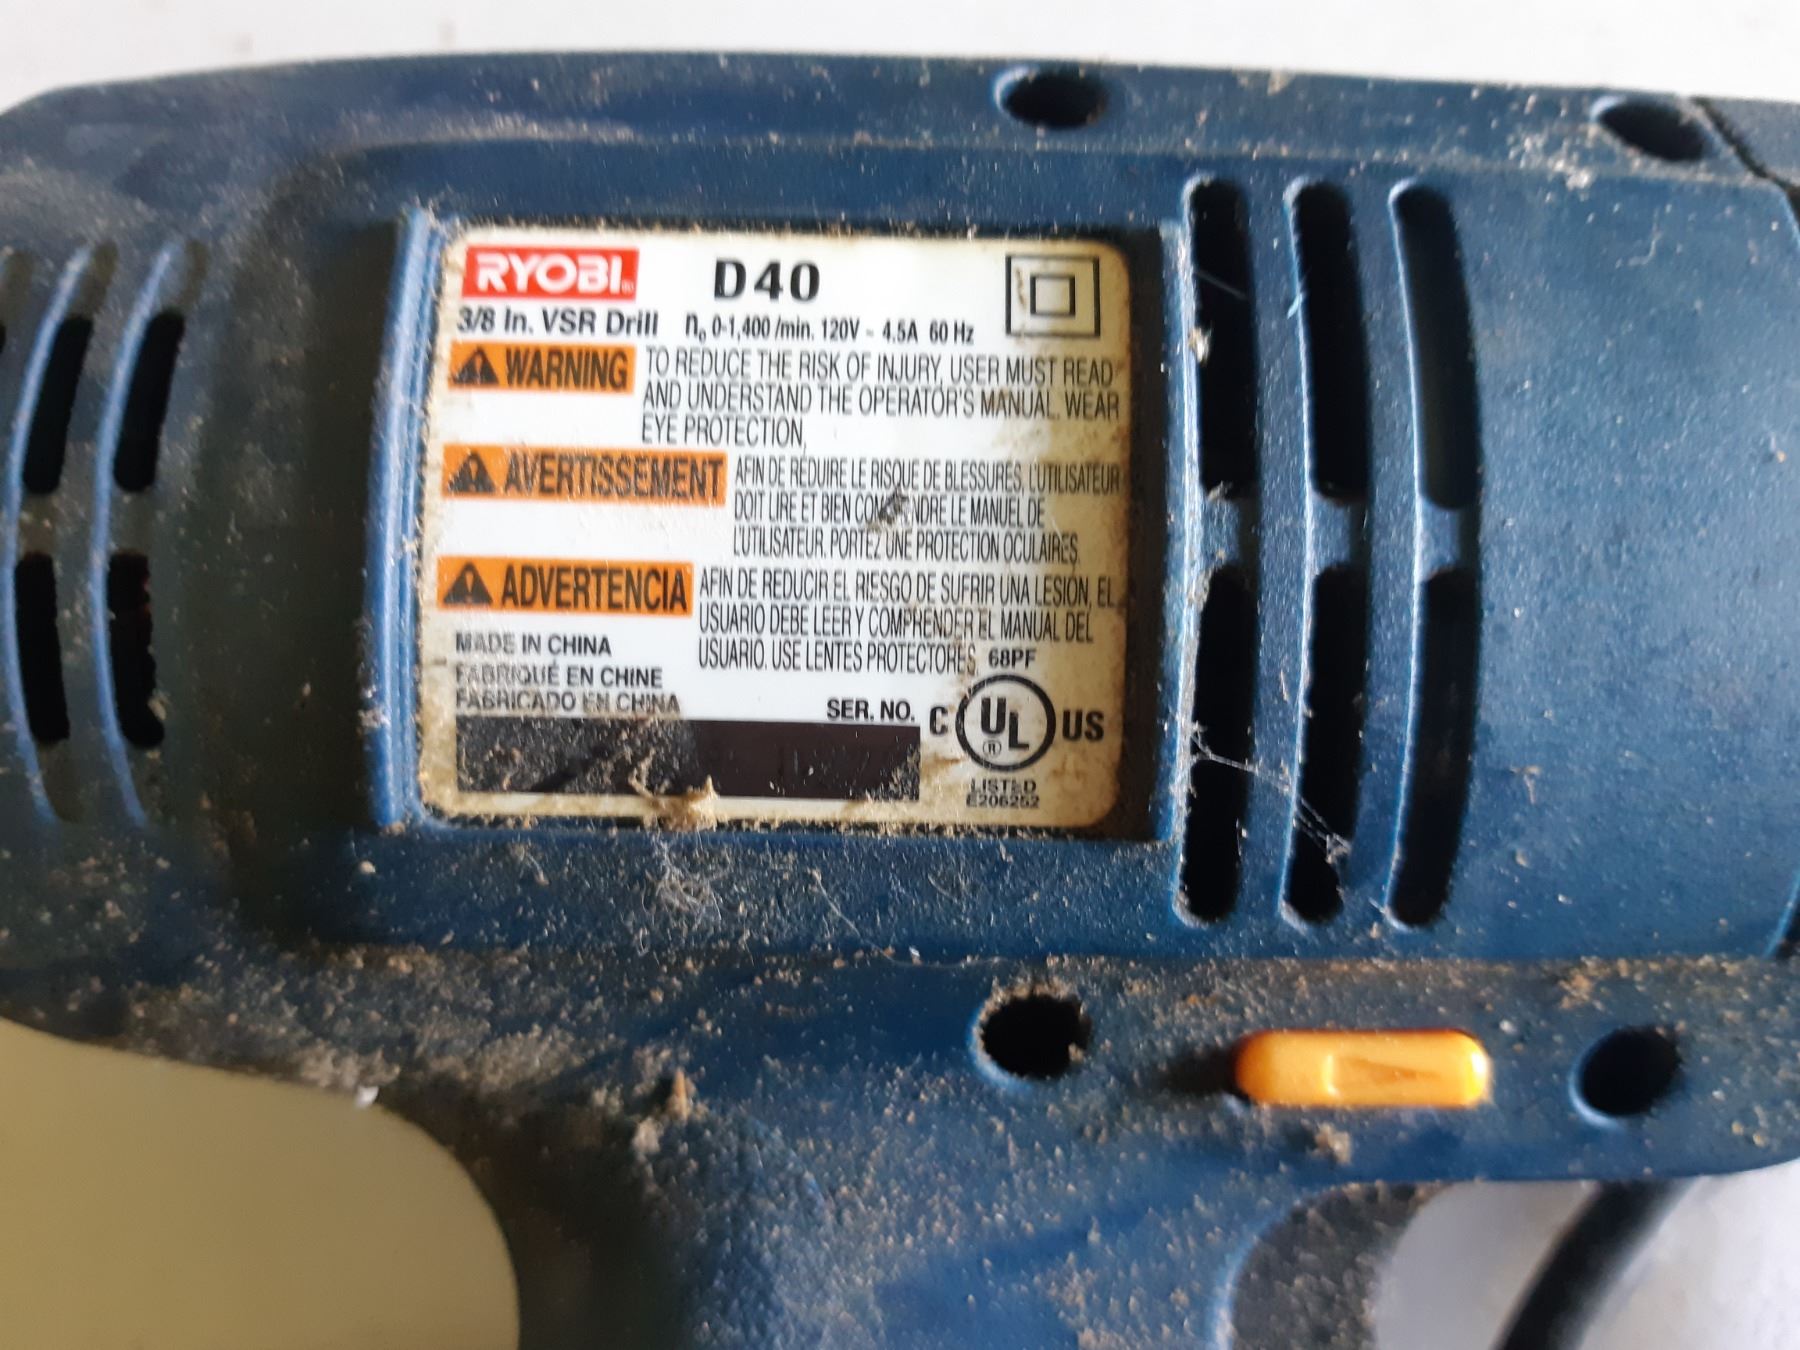 RYOBI D40
3/8 In. VSR Drill n₀ 0-1,400 /min. 120V ~ 4.5A 60 Hz
WARNING TO REDUCE THE RISK OF INJURY, USER MUST READ
AND UNDERSTAND THE OPERATOR'S MANUAL. WEAR
EYE PROTECTION,
AVERTISSEMENT AFIN DE RÉDUIRE LE RISQUE DE BLESSURES, L'UTILISATEUR
DOIT LIRE ET BIEN COMPRENDRE LE MANUEL DE
L'UTILISATEUR. PORTEZ UNE PROTECTION OCULAIRES.
ADVERTENCIA AFIN DE REDUCIR EL RIESGO DE SUFRIR UNA LESIÓN, EL
USUARIO DEBE LEER Y COMPRENDER EL MANUAL DEL
USUARIO. USE LENTES PROTECTORES. 68PF
MADE IN CHINA
FABRIQUÉ EN CHINE
FABRICADO EN CHINA
SER. NO.
C UL® US
LISTED
E206252